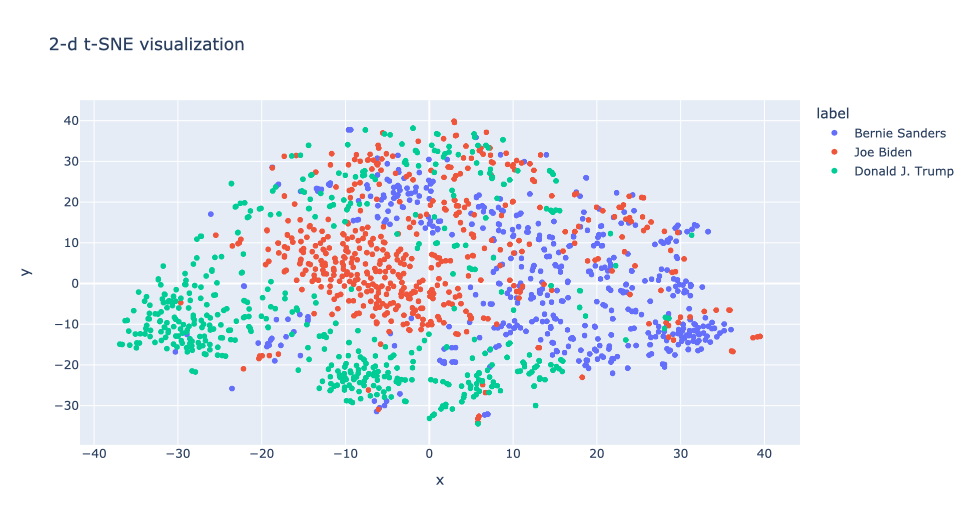 2-d t-SNE visualization
label
Bernie Sanders
Joe Biden
Donald J. Trump
40
30
20
10
0
−10
−20
−30
y
−40 −30 −20 −10 0 10 20 30 40
x